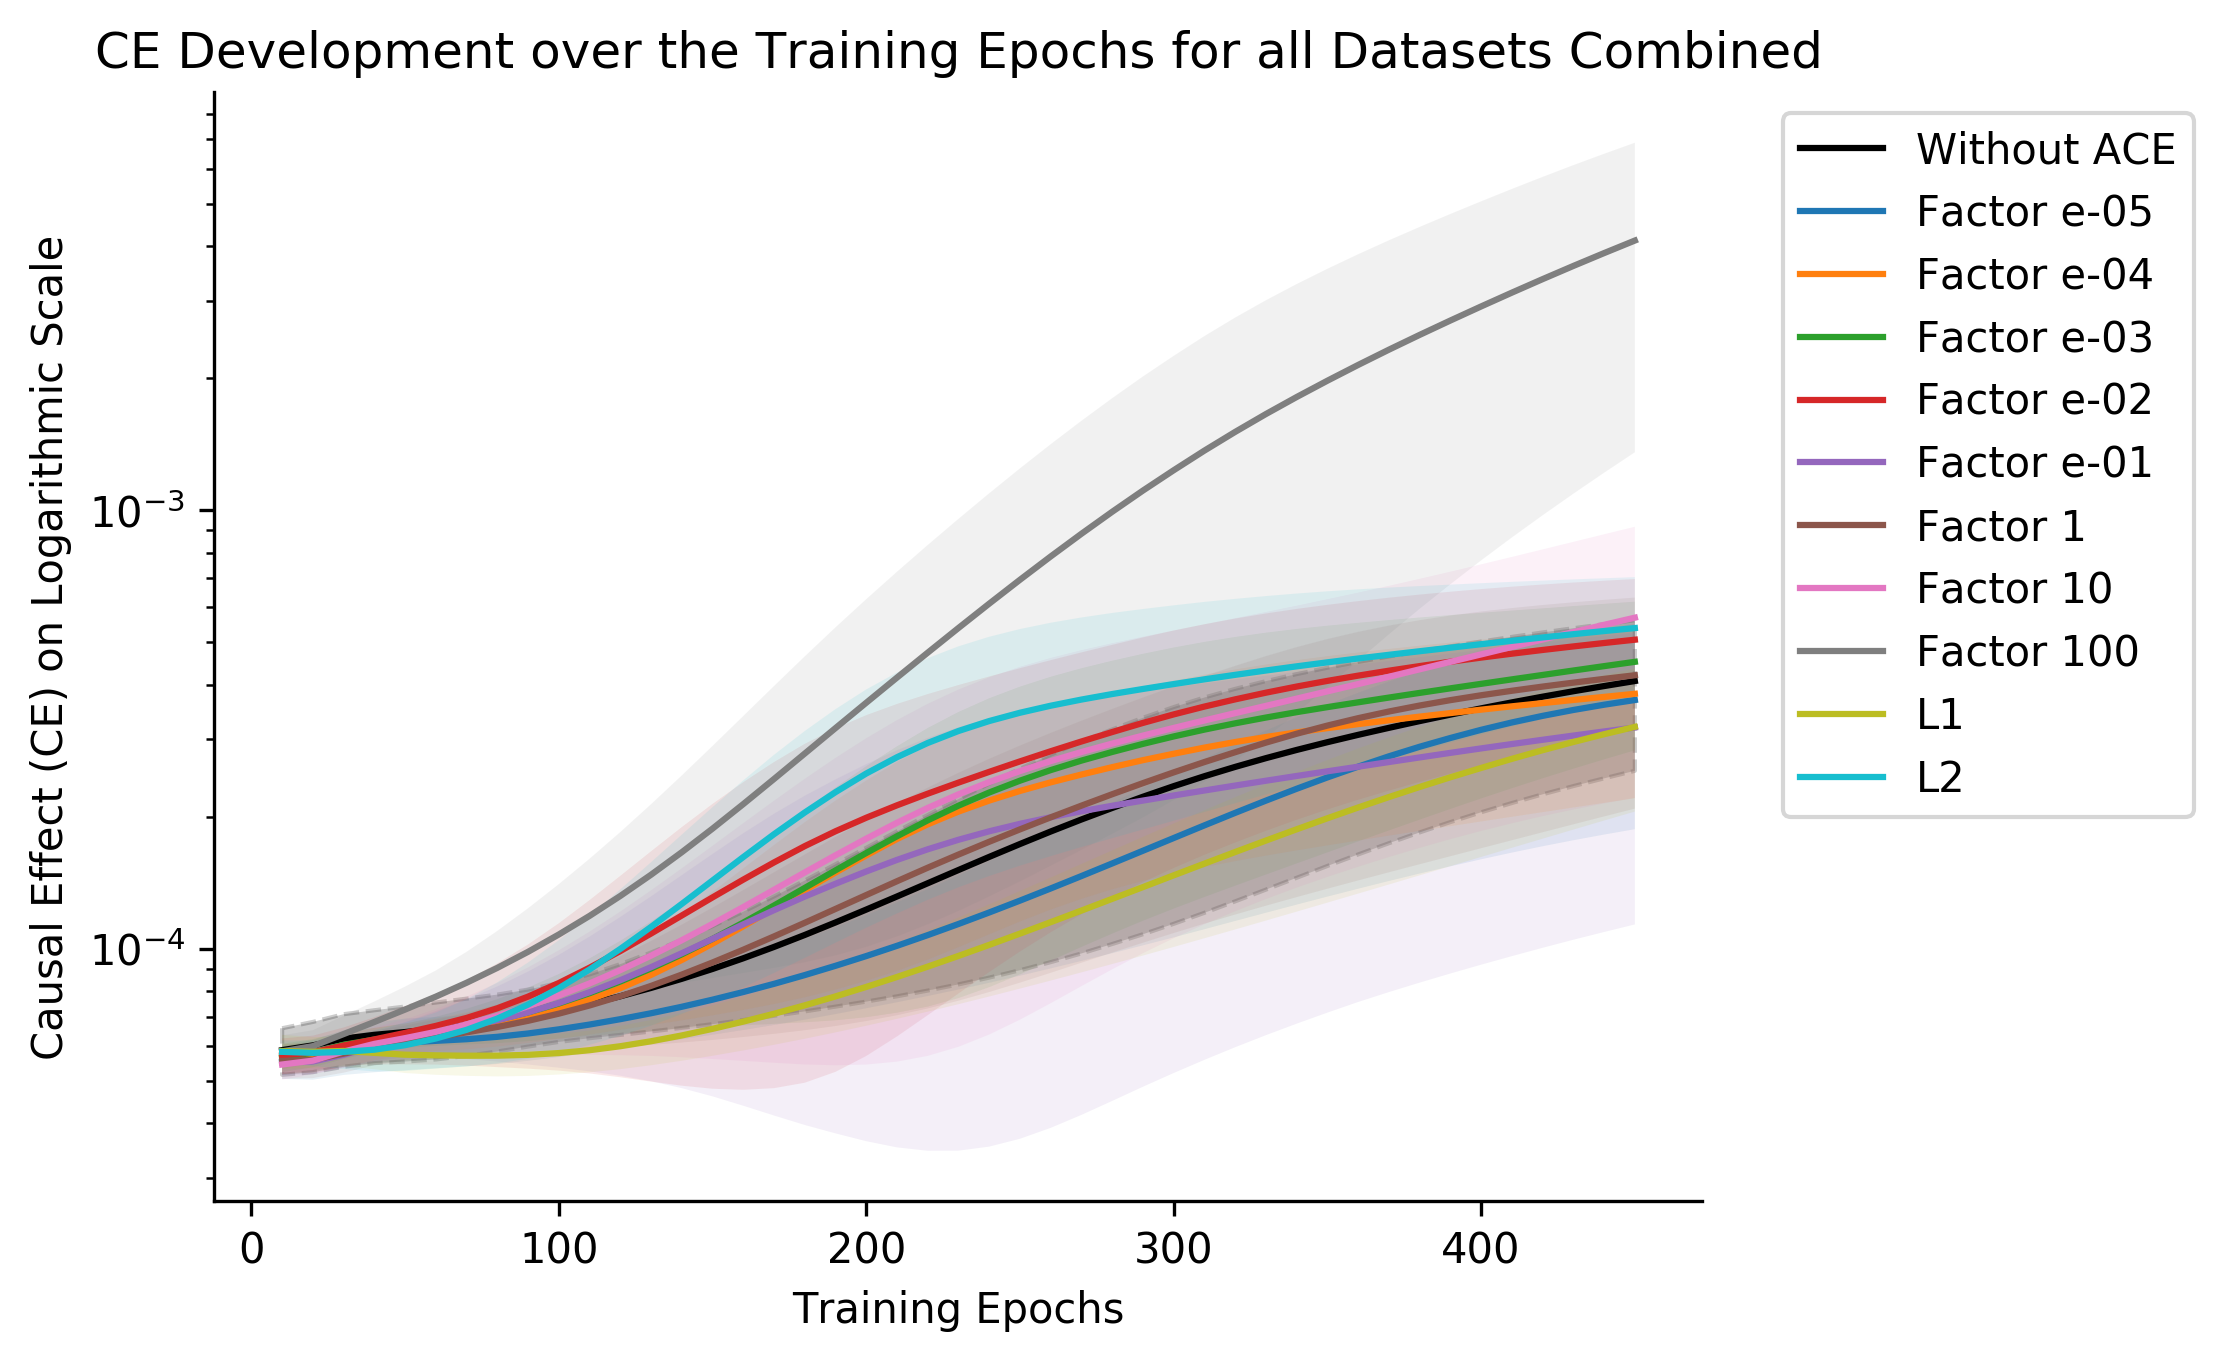 CE Development over the Training Epochs for all Datasets Combined
Causal Effect (CE) on Logarithmic Scale
10⁻³
10⁻⁴
0 100 200 300 400
Training Epochs
Without ACE
Factor e-05
Factor e-04
Factor e-03
Factor e-02
Factor e-01
Factor 1
Factor 10
Factor 100
L1
L2